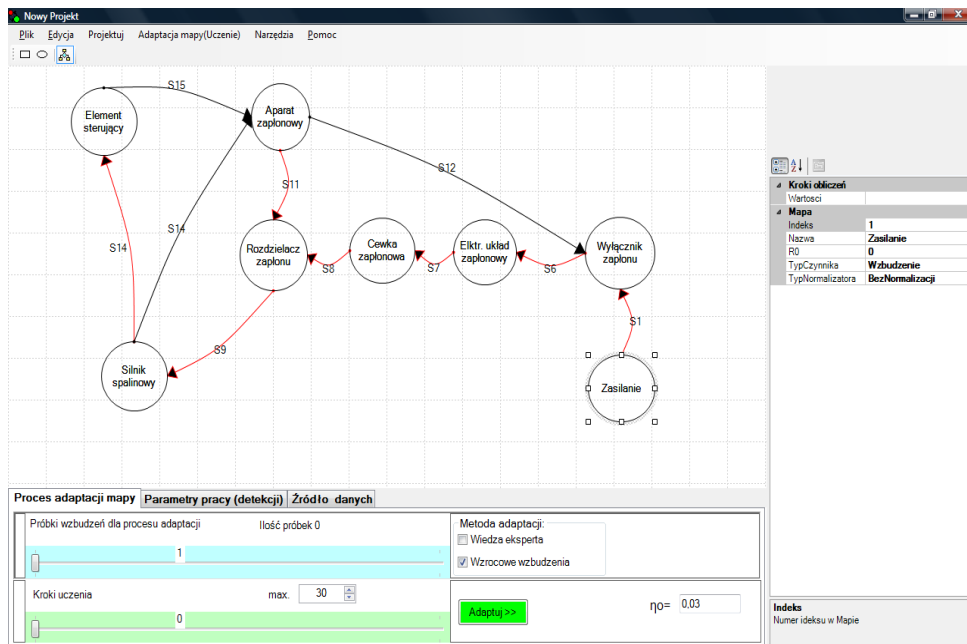 Nowy Projekt
Plik Edycja Projektuj Adaptacja mapy(Uczenie) Narzędzia Pomoc
S15
Element
sterujący
Aparat
zapłonowy
S12
S11
S14
S14
Rozdzielacz
zapłonu
S8
Cewka
zapłonowa
S7
Elktr. układ
zapłonowy
S6
Wyłącznik
zapłonu
S1
S9
Silnik
spalinowy
Zasilanie
Kroki obliczeń
Wartosci
Mapa
Indeks 1
Nazwa Zasilanie
R0 0
TypCzynnika Wzbudzenie
TypNormalizatora BezNormalizacji
Proces adaptacji mapy Parametry pracy (detekcji) Źródło danych
Próbki wzbudzeń dla procesu adaptacji Ilość próbek 0
1
Metoda adaptacji:
Wiedza eksperta
Wzrocowe wzbudzenia
Kroki uczenia max. 30
0
Adaptuj >> ηo= 0,03
Indeks
Numer ideksu w Mapie